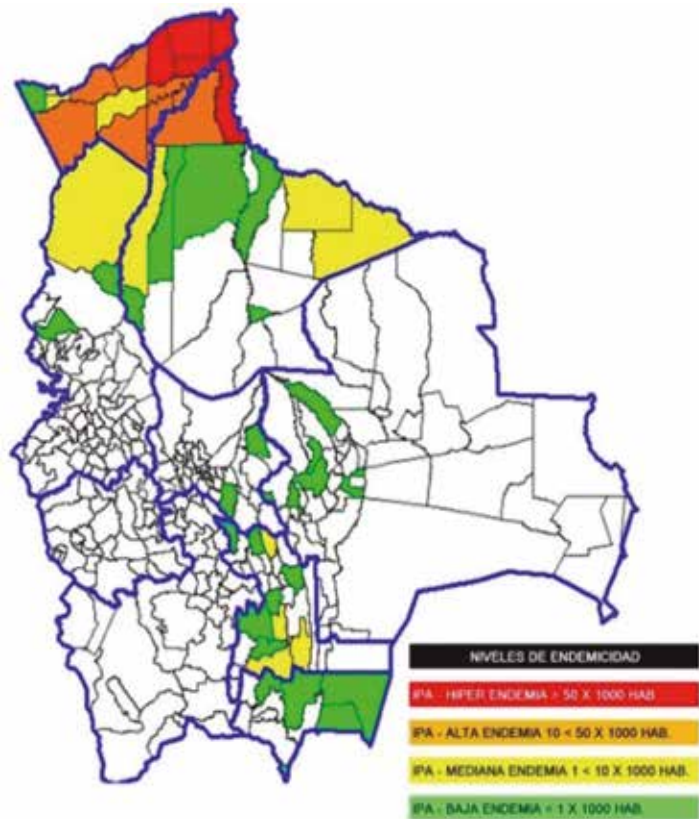 NIVELES DE ENDEMICIDAD
IPA - HIPER ENDEMIA > 50 X 1000 HAB
IPA - ALTA ENDEMIA 10 < 50 X 1000 HAB.
IPA - MEDIANA ENDEMIA 1 < 10 X 1000 HAB.
IPA - BAJA ENDEMIA < 1 X 1000 HAB.